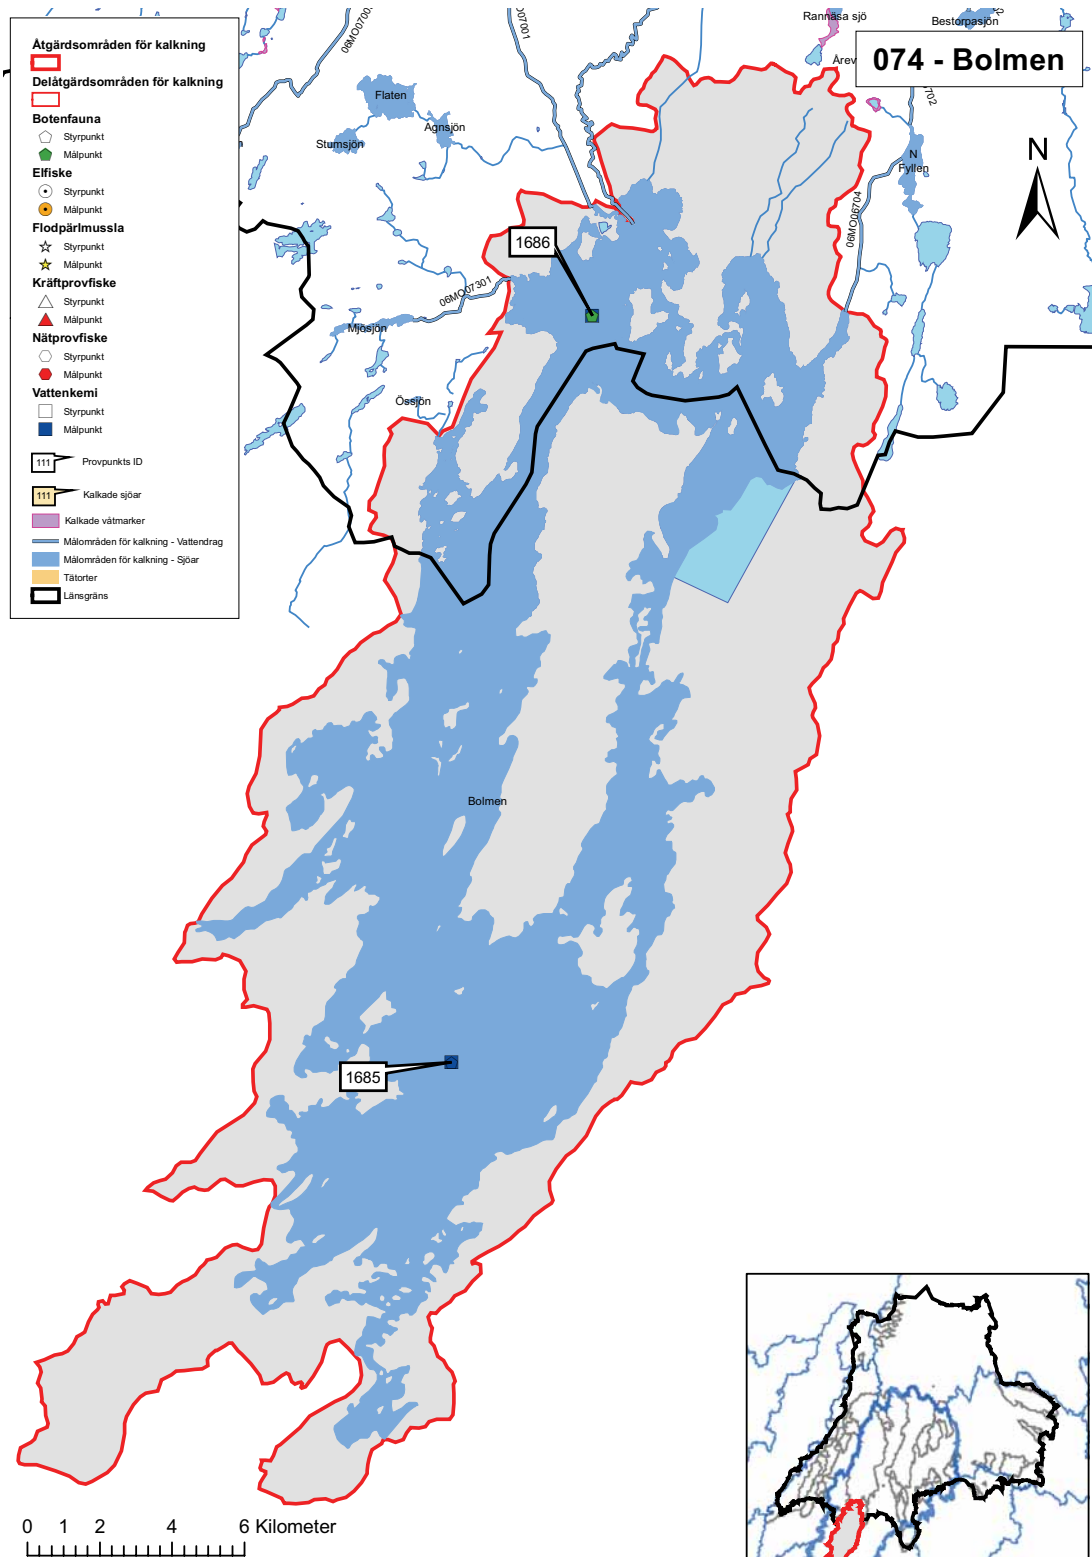 074 - Bolmen
Åtgärdsområden för kalkning
Delåtgärdsområden för kalkning
Botenfauna
Styrpunkt
Målpunkt
Elfiske
Styrpunkt
Målpunkt
Flodpärlmussla
Styrpunkt
Målpunkt
Kräftprovfiske
Styrpunkt
Målpunkt
Nätprovfiske
Styrpunkt
Målpunkt
Vattenkemi
Styrpunkt
Målpunkt
111 Provpunkts ID
111 Kalkade sjöar
Kalkade våtmarker
Målområden för kalkning - Vattendrag
Målområden för kalkning - Sjöar
Tätorter
Länsgräns
Rannäsa sjö
Bestorpasjön
Årev
Flaten
Agnsjön
Stumsjön
N
Fyllen
N
06MO06704
1686
06MO07301
Mjösjön
Össjön
Bolmen
1685
0 1 2 4 6 Kilometer